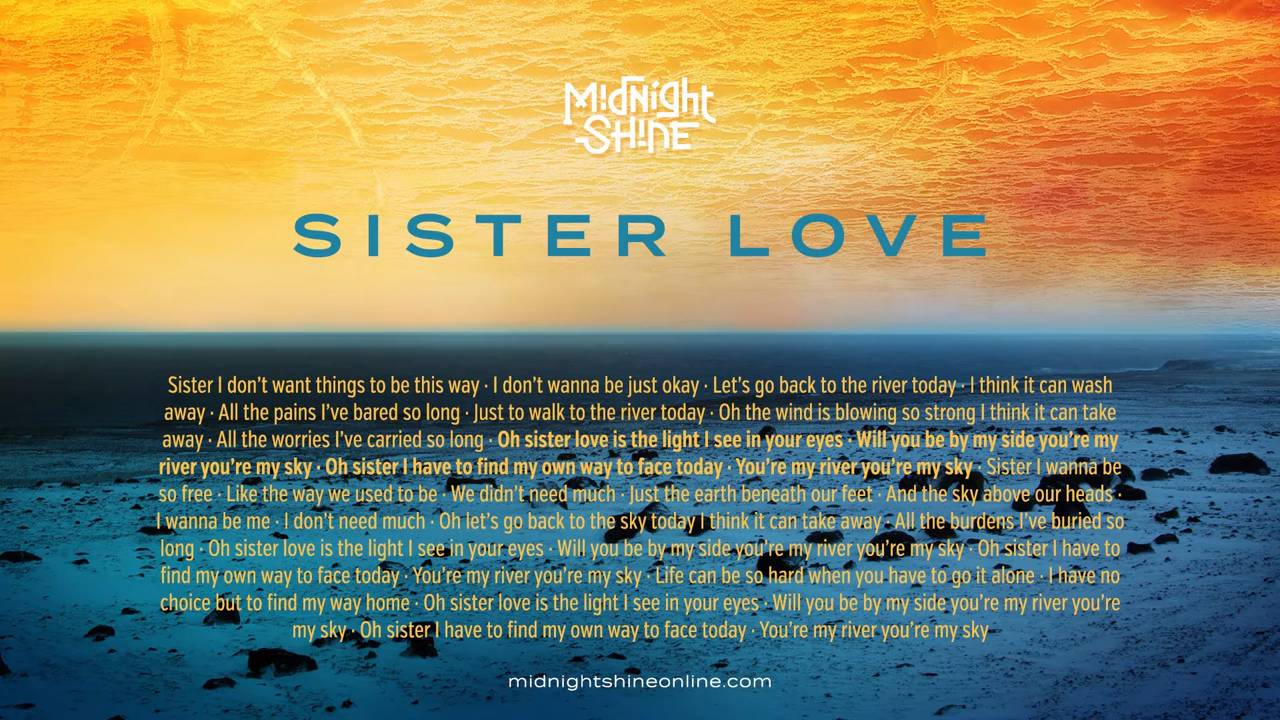 Midnight
SHINE
SISTER LOVE
Sister I don't want things to be this way · I don't wanna be just okay · Let's go back to the river today · I think it can wash
away · All the pains I've bared so long · Just to walk to the river today · Oh the wind is blowing so strong I think it can take
away · All the worries I've carried so long · Oh sister love is the light I see in your eyes · Will you be by my side you're my
river you're my sky · Oh sister I have to find my own way to face today · You're my river you're my sky · Sister I wanna be
so free · Like the way we used to be · We didn't need much · Just the earth beneath our feet · And the sky above our heads ·
I wanna be me · I don't need much · Oh let's go back to the sky today I think it can take away · All the burdens I've buried so
long · Oh sister love is the light I see in your eyes · Will you be by my side you're my river you're my sky · Oh sister I have to
find my own way to face today · You're my river you're my sky · Life can be so hard when you have to go it alone · I have no
choice but to find my way home · Oh sister love is the light I see in your eyes · Will you be by my side you're my river you're
my sky · Oh sister I have to find my own way to face today · You're my river you're my sky
midnightshineonline.com